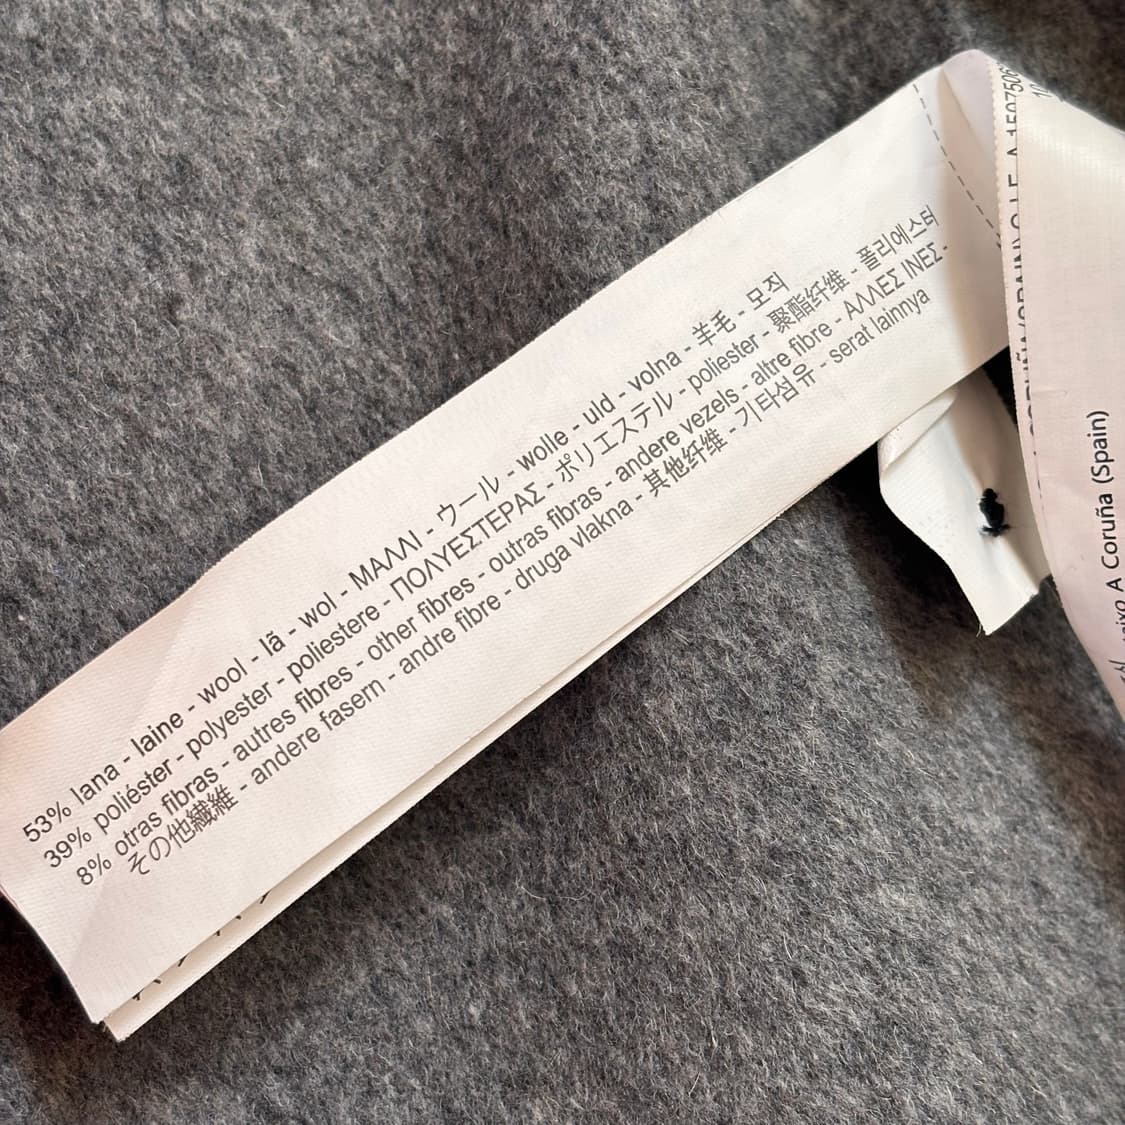 53% lana - laine - wool - lã - wol - ΜΑΛΛΙ - ウール - wolle - uld - volna - 羊毛 - 모직
39% poliéster - polyester - poliestere - ΠΟΛΥΕΣΤΕΡΑΣ - ポリエステル - poliester - 聚酯纤维 - 폴리에스터
8% otras fibras - autres fibres - other fibres - outras fibras - andere vezels - altre fibre - ΑΛΛΕΣ ΙΝΕΣ -
その他繊維 - andere fasern - andre fibre - druga vlakna - 其他纤维 - 기타섬유 - serat lainnya
A Coruña (Spain)